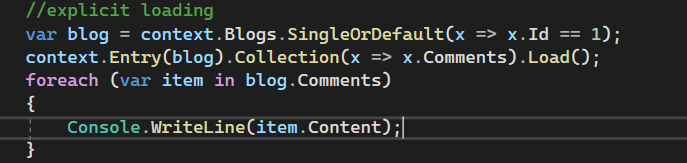 //explicit loading
var blog = context.Blogs.SingleOrDefault(x => x.Id == 1);
context.Entry(blog).Collection(x => x.Comments).Load();
foreach (var item in blog.Comments)
{
    Console.WriteLine(item.Content);
}